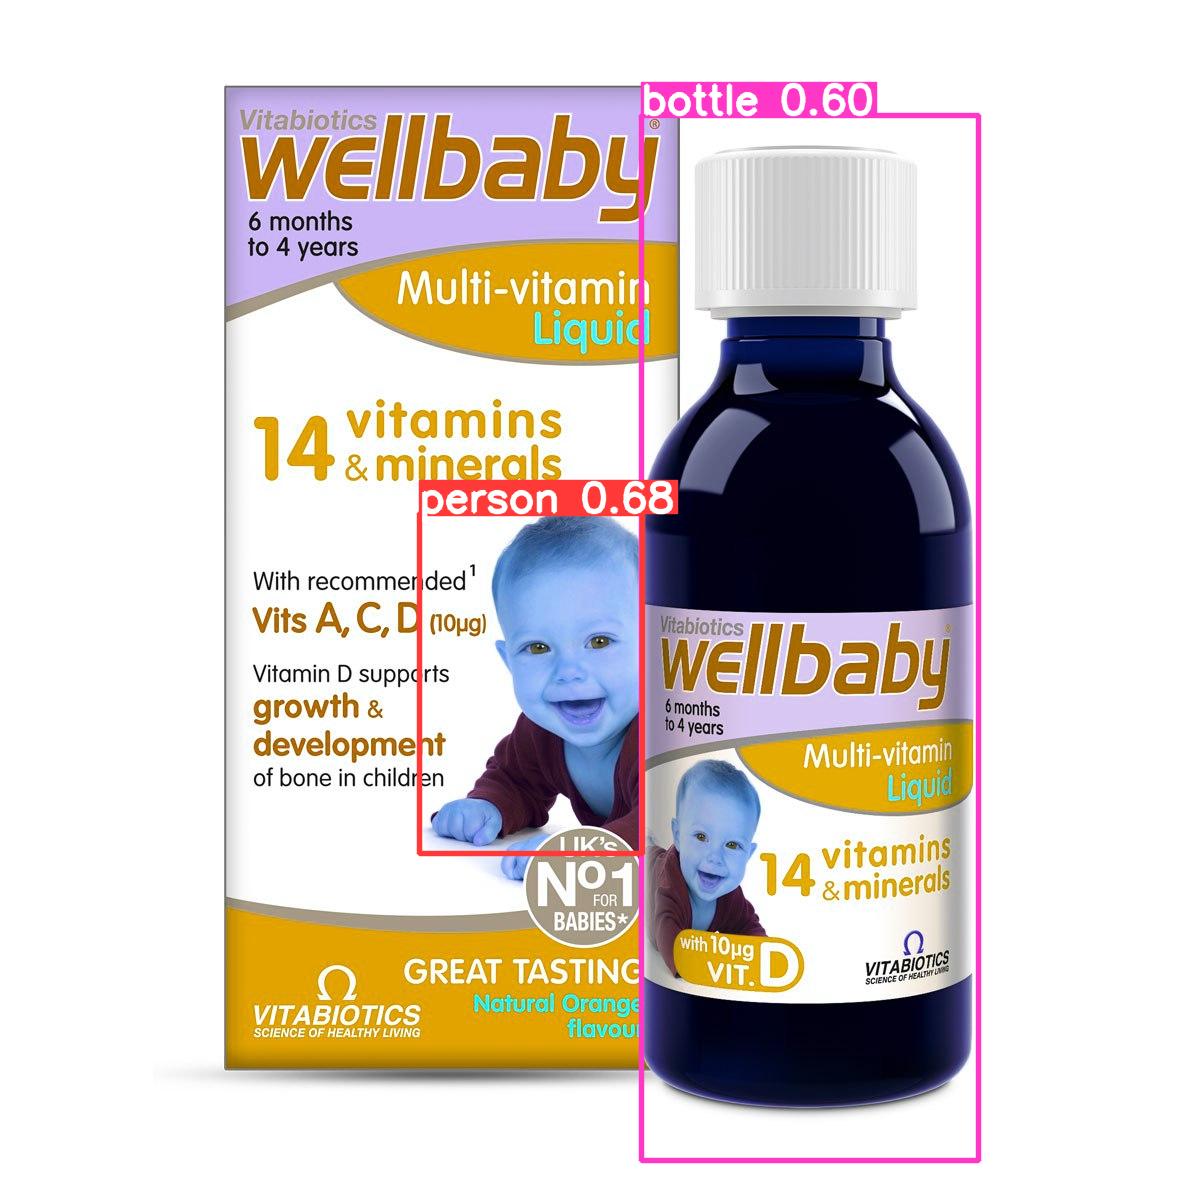 bottle 0.60
Vitabiotics
wellbaby®
6 months
to 4 years
Multi-vitamin
Liquid
14 vitamins
& minerals
person 0.68
With recommended¹
Vits A, C, D (10µg)
Vitamin D supports
growth &
development
of bone in children
UK's
Nº1
FOR
BABIES*
GREAT TASTING
Natural Orange
flavour
VITABIOTICS
SCIENCE OF HEALTHY LIVING
Vitabiotics
wellbaby®
6 months
to 4 years
Multi-vitamin
Liquid
14 vitamins
& minerals
with 10µg
VIT. D
VITABIOTICS
SCIENCE OF HEALTHY LIVING